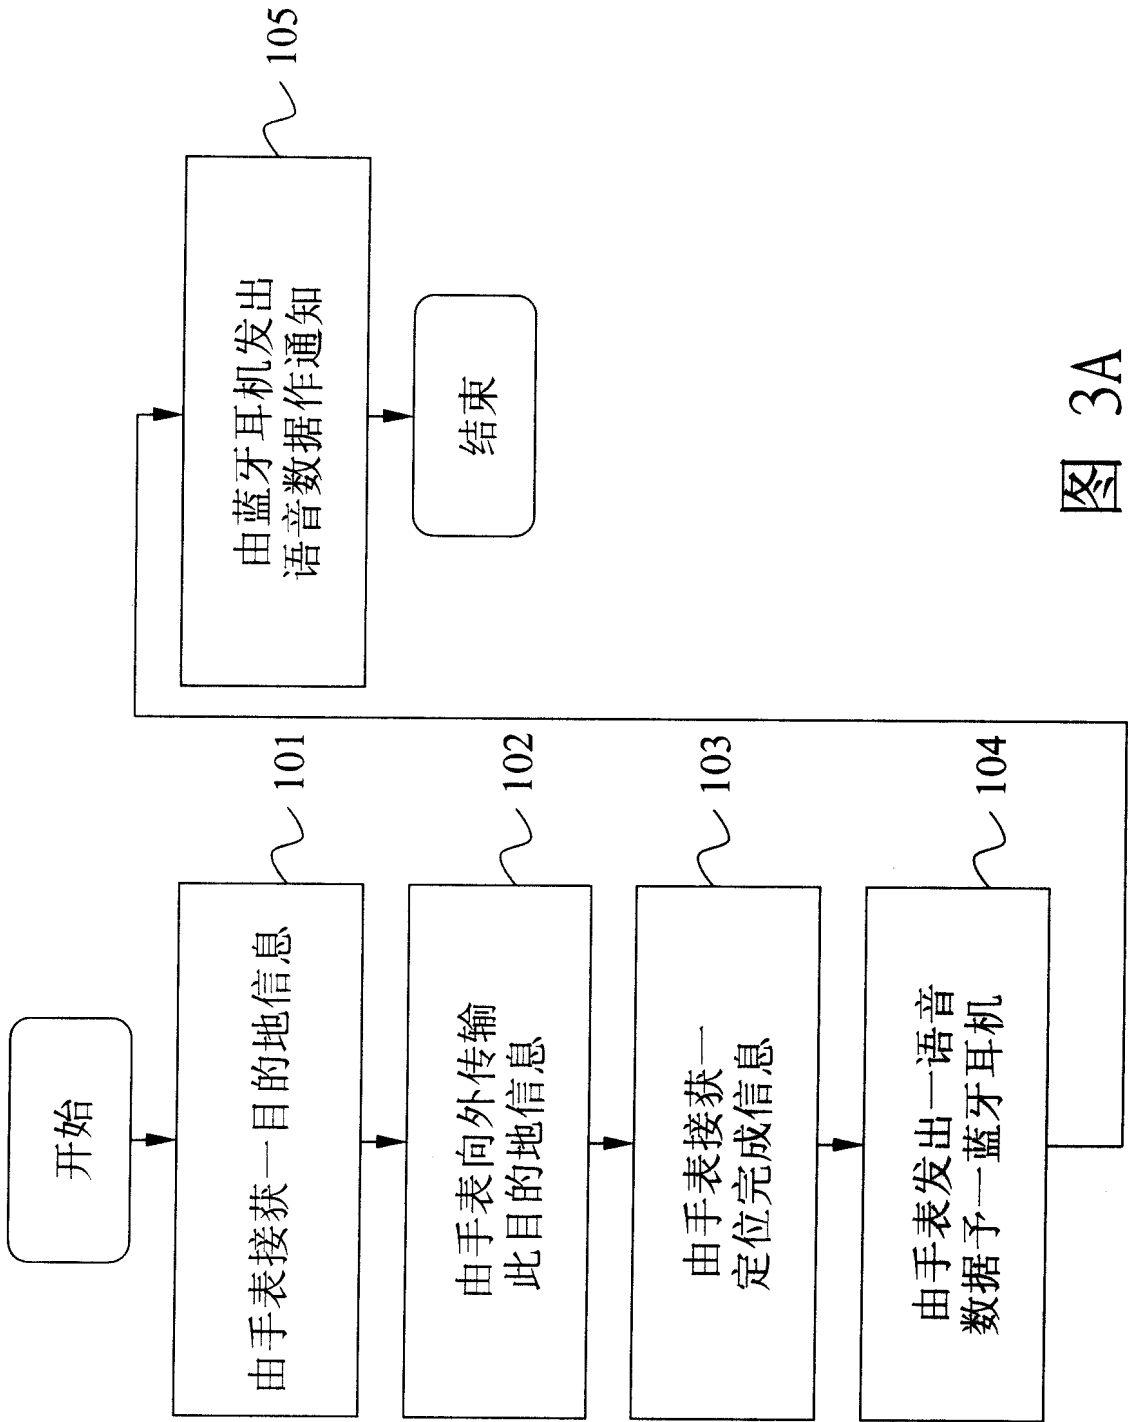 开始
由手表接获一目的地信息
101
由手表向外传输
此目的地信息
102
由手表接获一
定位完成信息
103
由手表发出一语音
数据予一蓝牙耳机
104
由蓝牙耳机发出
语音数据作通知
105
结束
图 3A